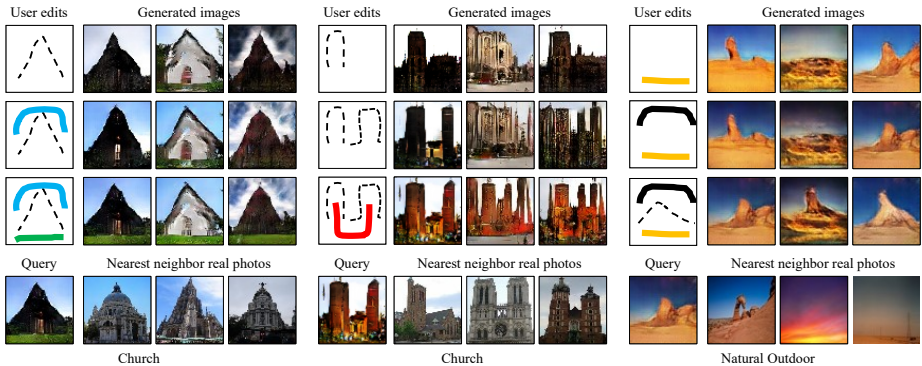 User edits Generated images User edits Generated images User edits Generated images
Query Nearest neighbor real photos Query Nearest neighbor real photos Query Nearest neighbor real photos
Church Church Natural Outdoor